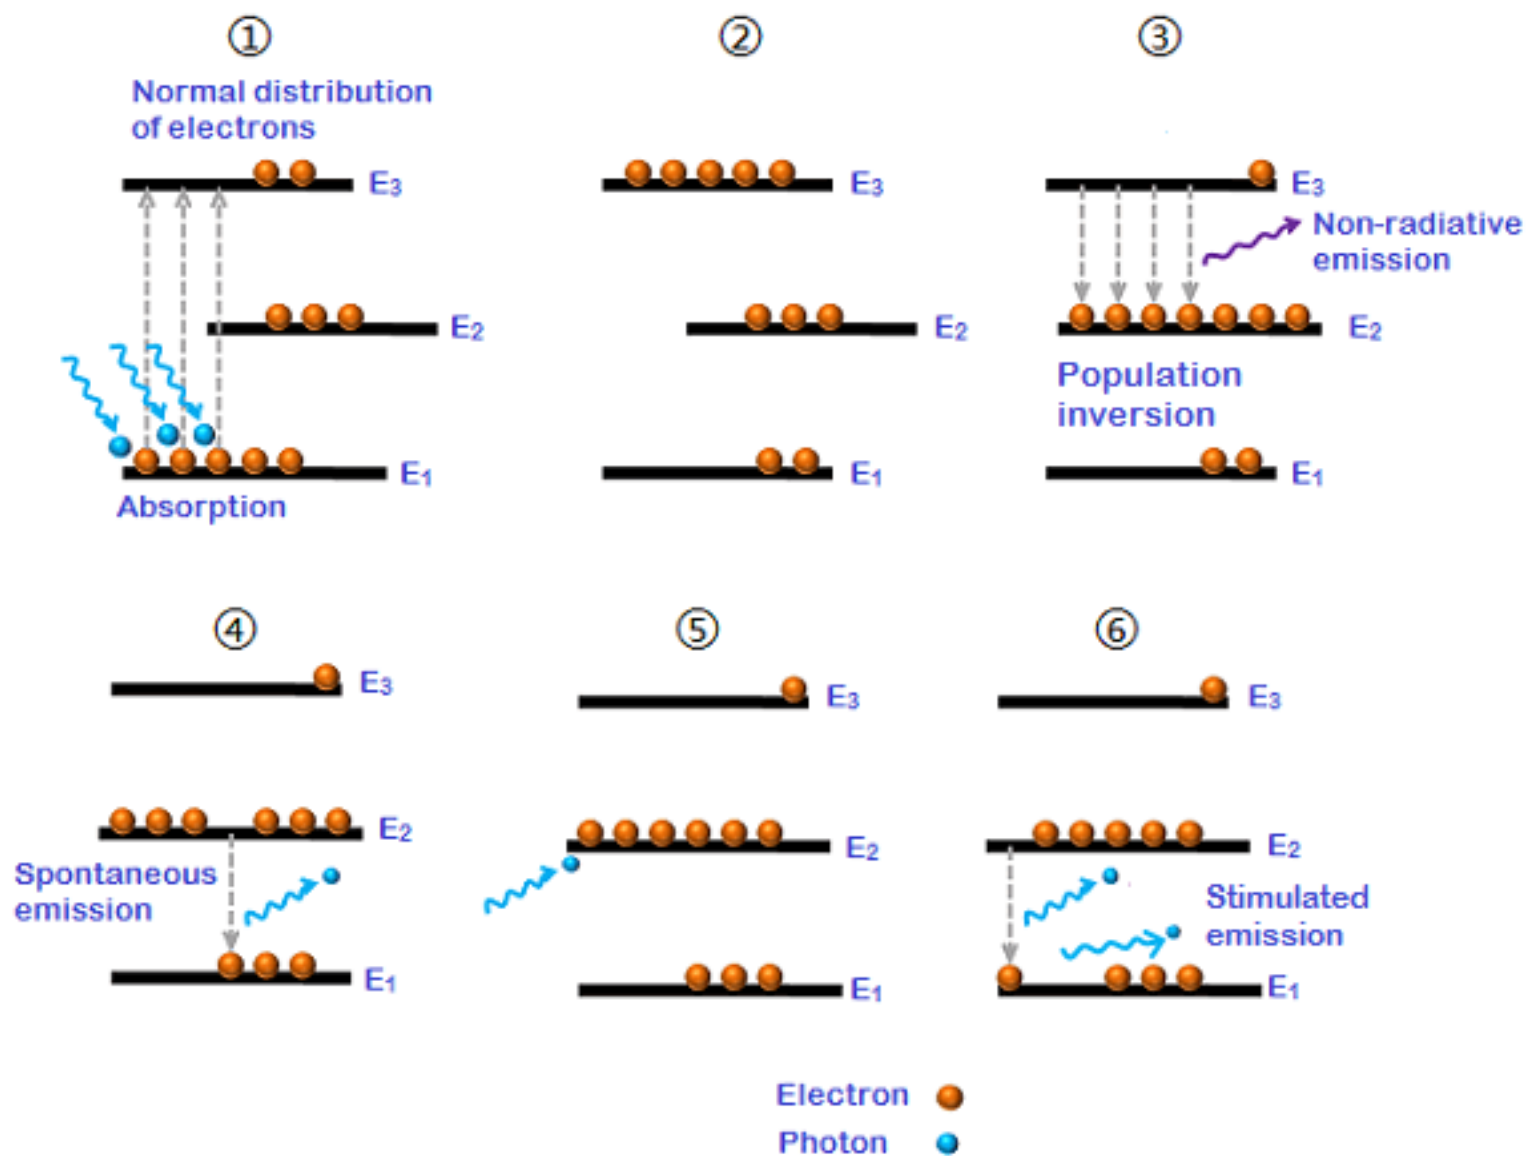 ①
②
③
Normal distribution
of electrons
E₃
E₃
E₃
Non-radiative
emission
E₂
E₂
E₂
Population
inversion
E₁
E₁
E₁
Absorption
④
⑤
⑥
E₃
E₃
E₃
E₂
E₂
E₂
Spontaneous
emission
Stimulated
emission
E₁
E₁
E₁
Electron
Photon